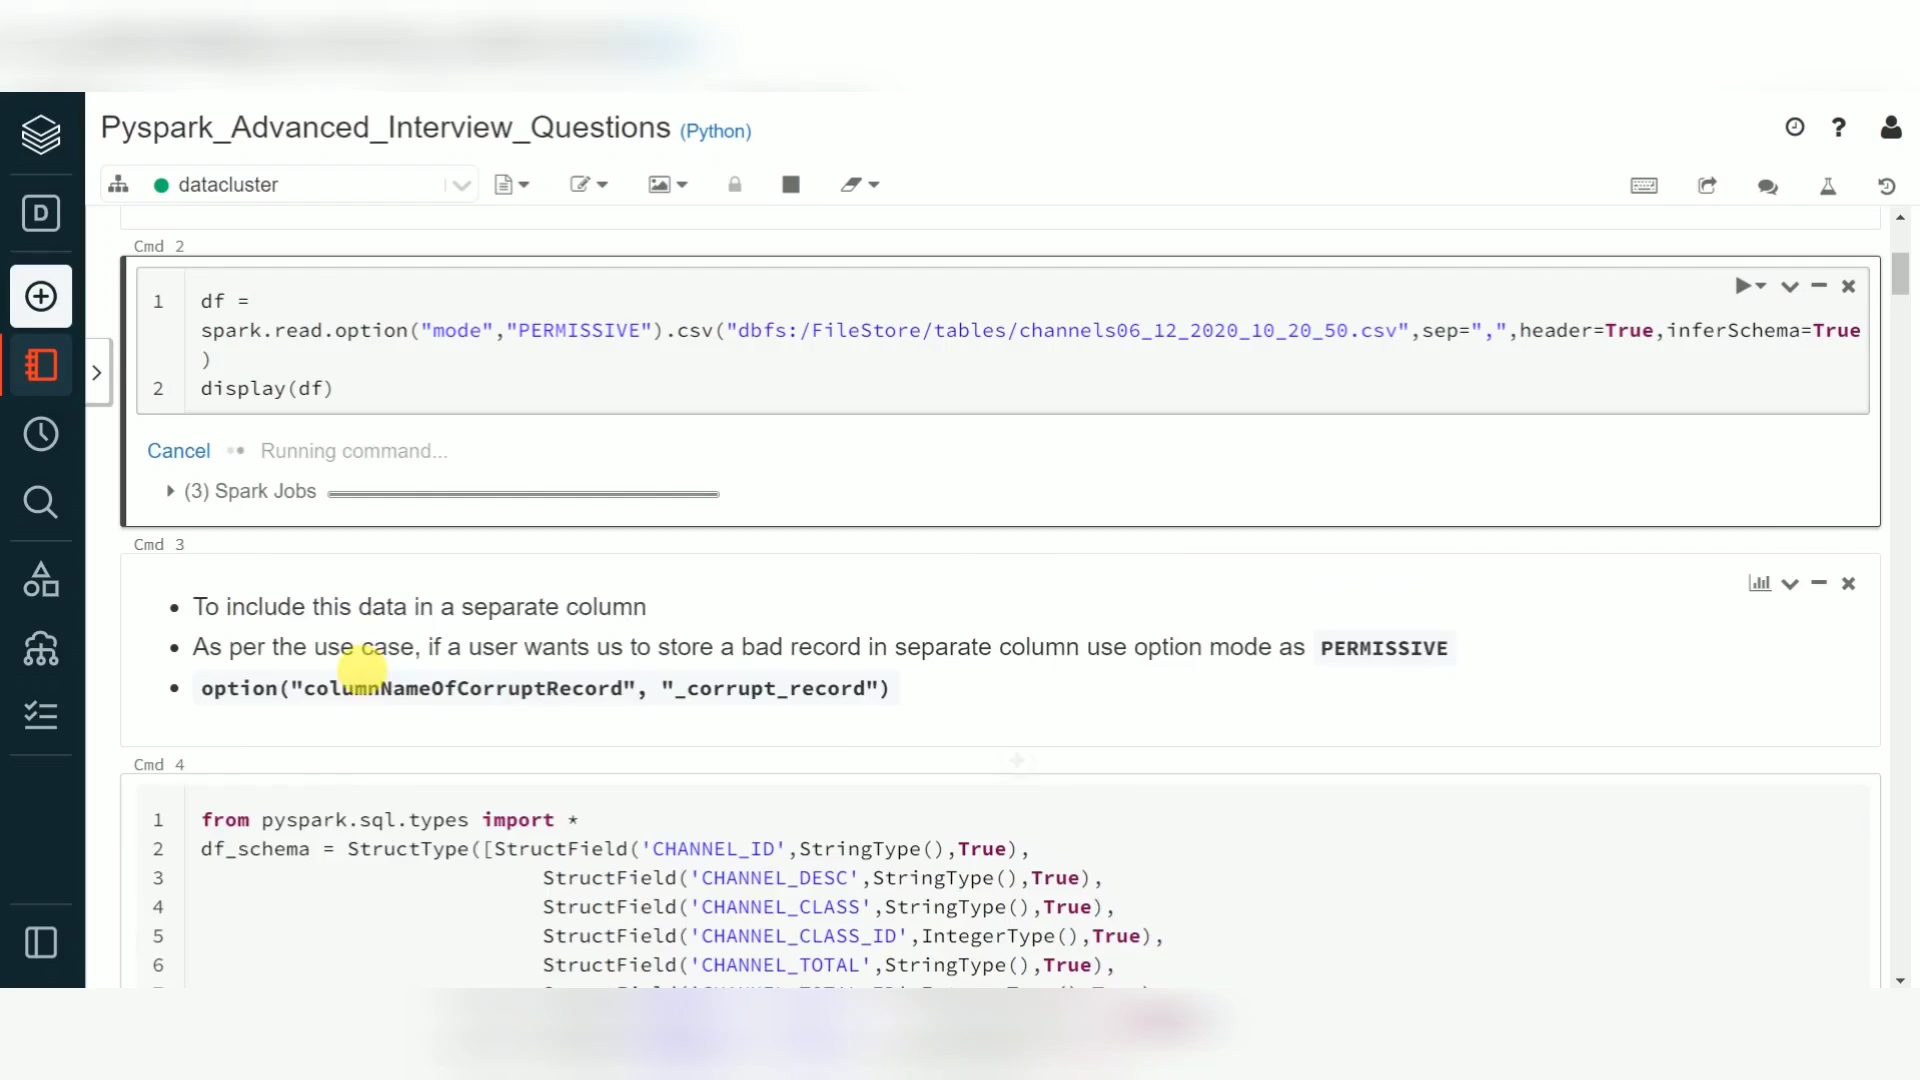 Pyspark_Advanced_Interview_Questions (Python)
datacluster
Cmd 2
1 df =
spark.read.option("mode","PERMISSIVE").csv("dbfs:/FileStore/tables/channels06_12_2020_10_20_50.csv",sep=",",header=True,inferSchema=True
)
2 display(df)
Cancel Running command...
(3) Spark Jobs
Cmd 3
To include this data in a separate column
As per the use case, if a user wants us to store a bad record in separate column use option mode as PERMISSIVE
option("columnNameOfCorruptRecord", "_corrupt_record")
Cmd 4
1 from pyspark.sql.types import *
2 df_schema = StructType([StructField('CHANNEL_ID',StringType(),True),
3 StructField('CHANNEL_DESC',StringType(),True),
4 StructField('CHANNEL_CLASS',StringType(),True),
5 StructField('CHANNEL_CLASS_ID',IntegerType(),True),
6 StructField('CHANNEL_TOTAL',StringType(),True),